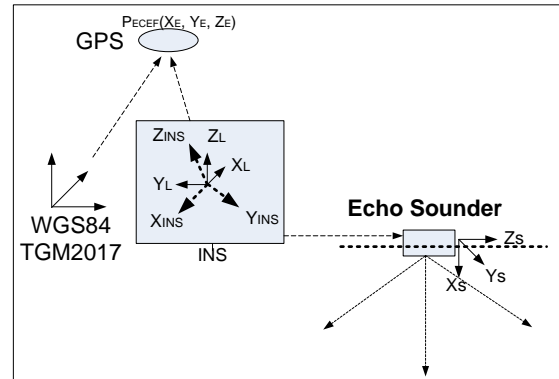 PECEF(XE, YE, ZE)
GPS
ZINS
ZL
XL
YL
XINS
YINS
INS
WGS84
TGM2017
Echo Sounder
Zs
Ys
Xs